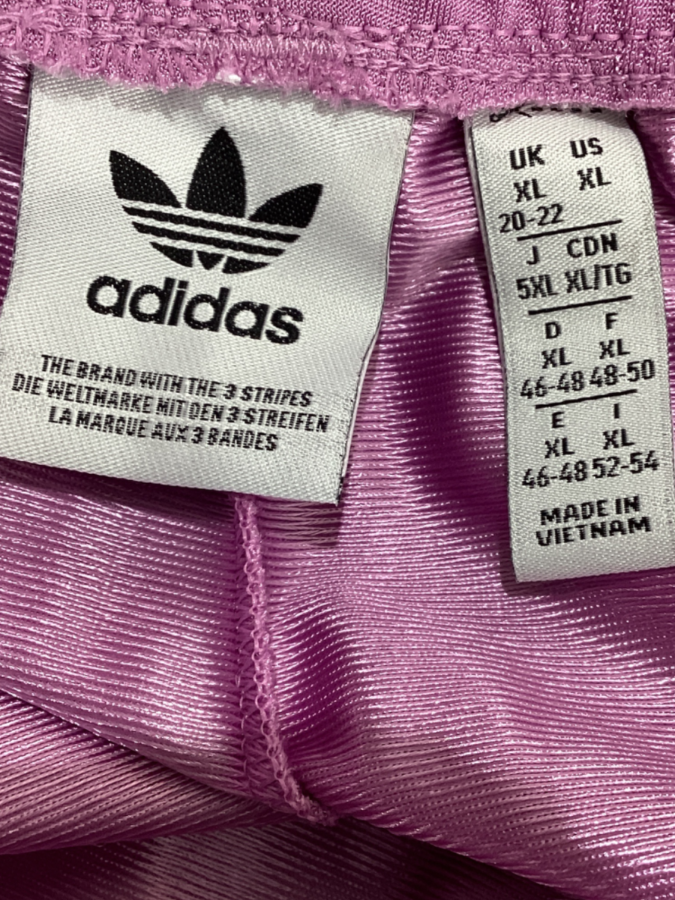 adidas
THE BRAND WITH THE 3 STRIPES
DIE WELTMARKE MIT DEN 3 STREIFEN
LA MARQUE AUX 3 BANDES
UK US
XL XL
20-22
J CDN
5XL XL/TG
D F
XL XL
46-48 48-50
E I
XL XL
46-48 52-54
MADE IN
VIETNAM